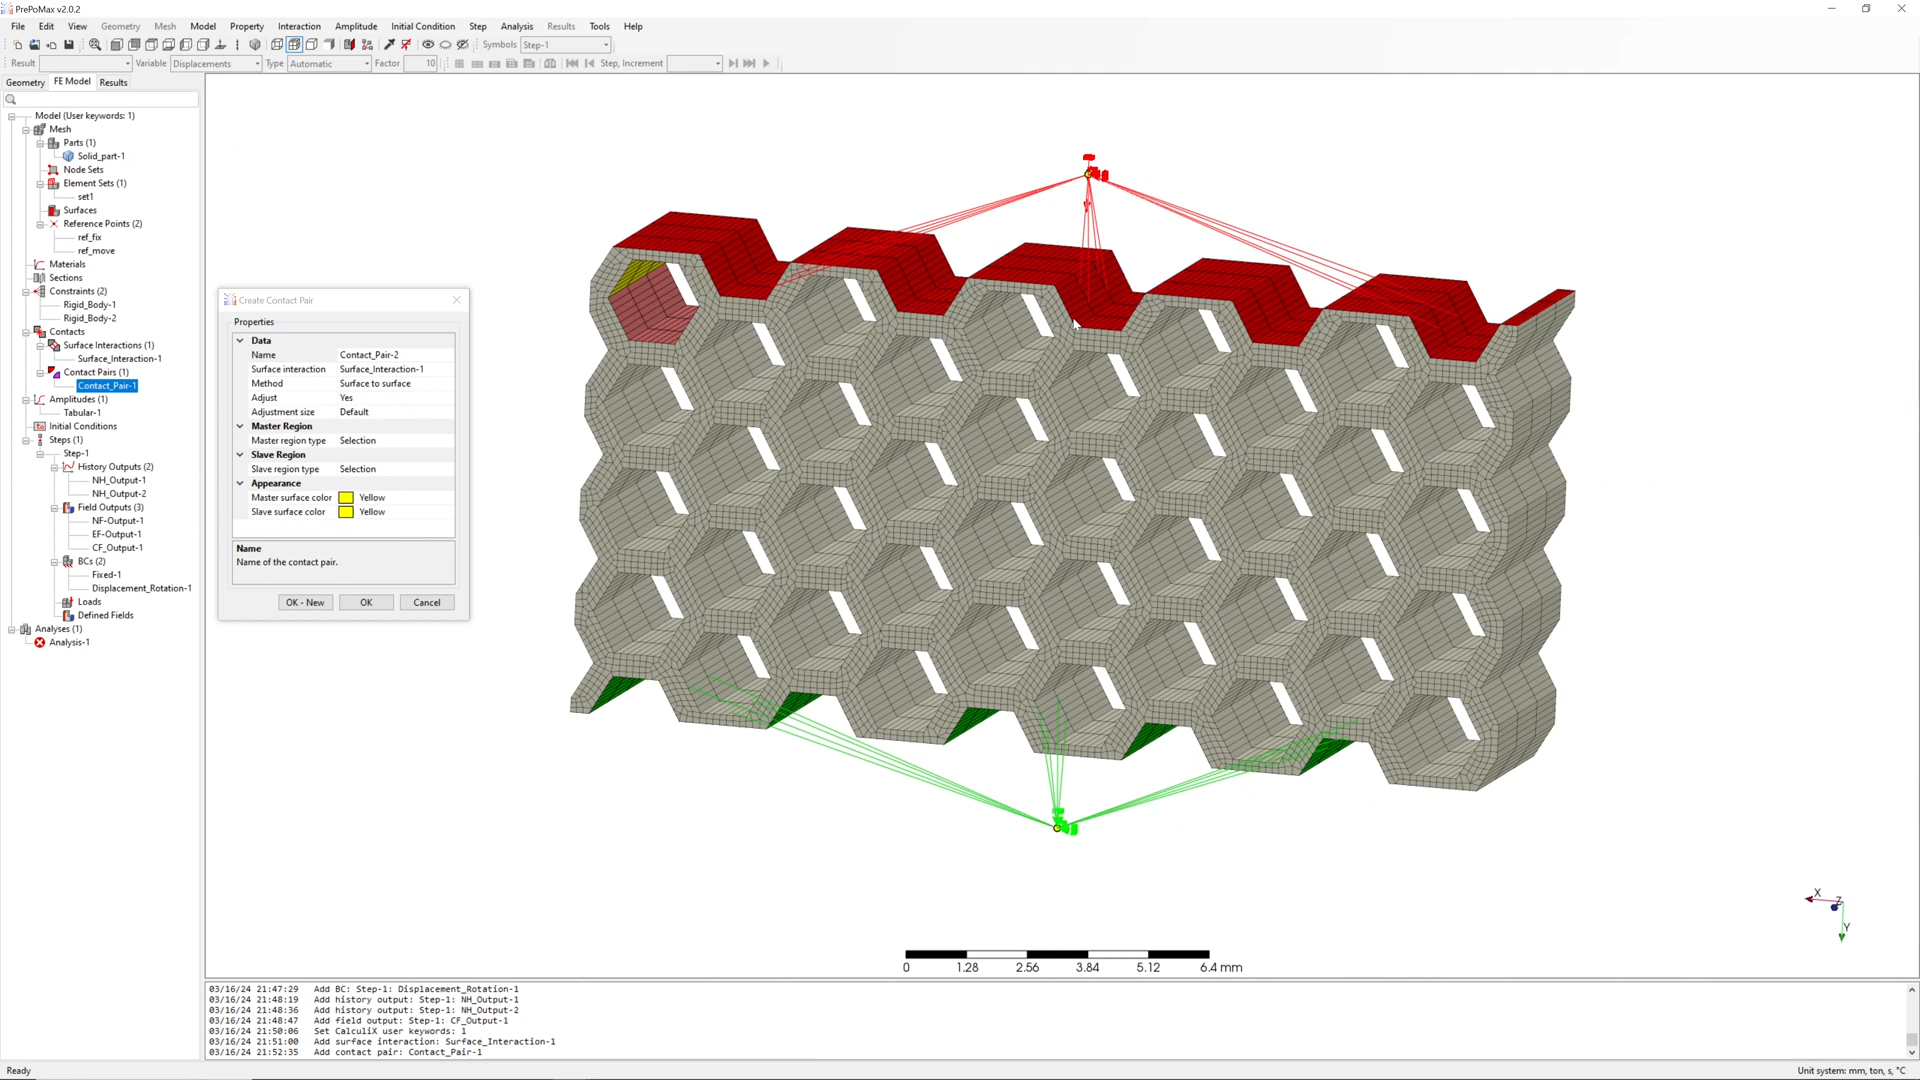 PrePoMax v2.0.2
File Edit View Geometry Mesh Model Property Interaction Amplitude Initial Condition Step Analysis Results Tools Help
Symbols Step-1
Result Variable Displacements Type Automatic Factor 10 Step, Increment
Geometry FE Model Results
Model (User keywords: 1)
Mesh
Parts (1)
Solid_part-1
Node Sets
Element Sets (1)
set1
Surfaces
Reference Points (2)
ref_fix
ref_move
Materials
Sections
Constraints (2)
Rigid_Body-1
Rigid_Body-2
Contacts
Surface Interactions (1)
Surface_Interaction-1
Contact Pairs (1)
Contact_Pair-1
Amplitudes (1)
Tabular-1
Initial Conditions
Steps (1)
Step-1
History Outputs (2)
NH_Output-1
NH_Output-2
Field Outputs (3)
NF-Output-1
EF-Output-1
CF_Output-1
BCs (2)
Fixed-1
Displacement_Rotation-1
Loads
Defined Fields
Analyses (1)
Analysis-1
Create Contact Pair
Properties
Data
Name Contact_Pair-2
Surface interaction Surface_Interaction-1
Method Surface to surface
Adjust Yes
Adjustment size Default
Master Region
Master region type Selection
Slave Region
Slave region type Selection
Appearance
Master surface color Yellow
Slave surface color Yellow
Name
Name of the contact pair.
OK - New OK Cancel
X
Z
Y
0 1.28 2.56 3.84 5.12 6.4 mm
03/16/24 21:47:29 Add BC: Step-1: Displacement_Rotation-1
03/16/24 21:48:19 Add history output: Step-1: NH_Output-1
03/16/24 21:48:36 Add history output: Step-1: NH_Output-2
03/16/24 21:48:47 Add field output: Step-1: CF_Output-1
03/16/24 21:50:06 Set CalculiX user keywords: 1
03/16/24 21:51:00 Add surface interaction: Surface_Interaction-1
03/16/24 21:52:35 Add contact pair: Contact_Pair-1
Ready Unit system: mm, ton, s, °C